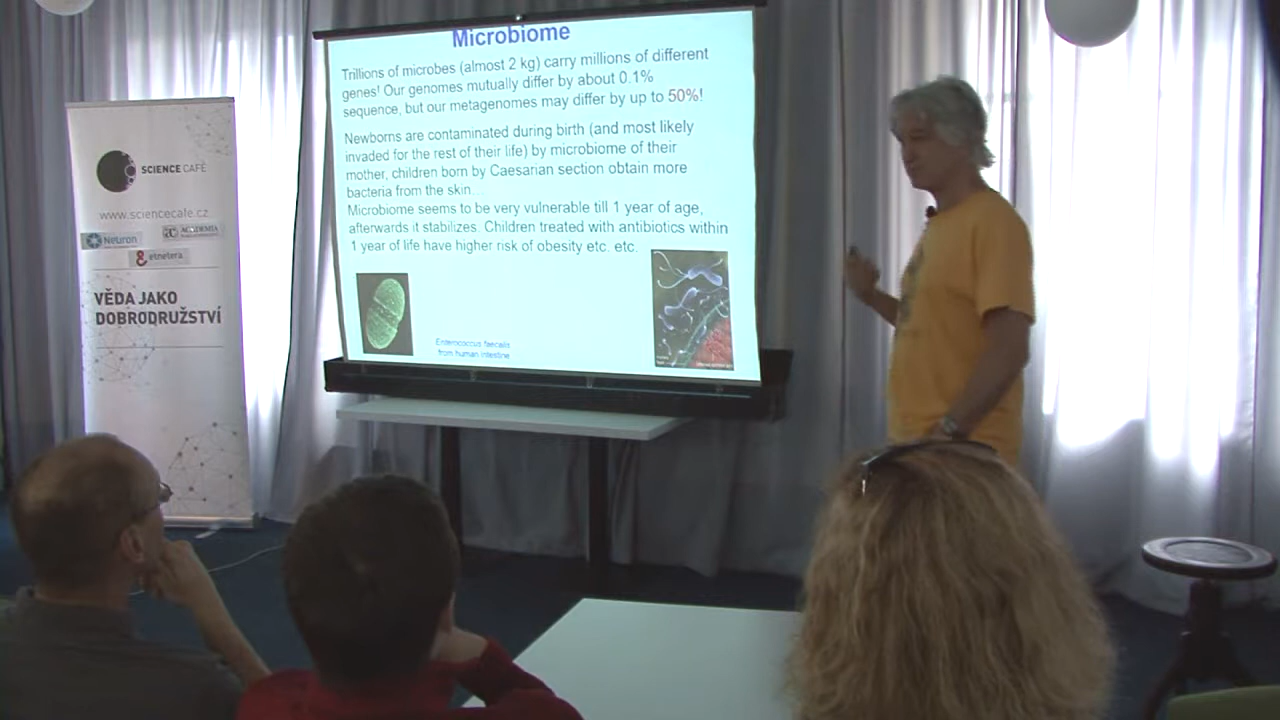 Microbiome
Trillions of microbes (almost 2 kg) carry millions of different
genes! Our genomes mutually differ by about 0.1%
sequence, but our metagenomes may differ by up to 50%!
Newborns are contaminated during birth (and most likely
invaded for the rest of their life) by microbiome of their
mother, children born by Caesarian section obtain more
bacteria from the skin…
Microbiome seems to be very vulnerable till 1 year of age,
afterwards it stabilizes. Children treated with antibiotics within
1 year of life have higher risk of obesity etc. etc.
Enterococcus faecalis
from human intestine
SCIENCE CAFÉ
www.sciencecafe.cz
Neuron
ACADEMIA
etnetera
VĚDA JAKO
DOBRODRUŽSTVÍ